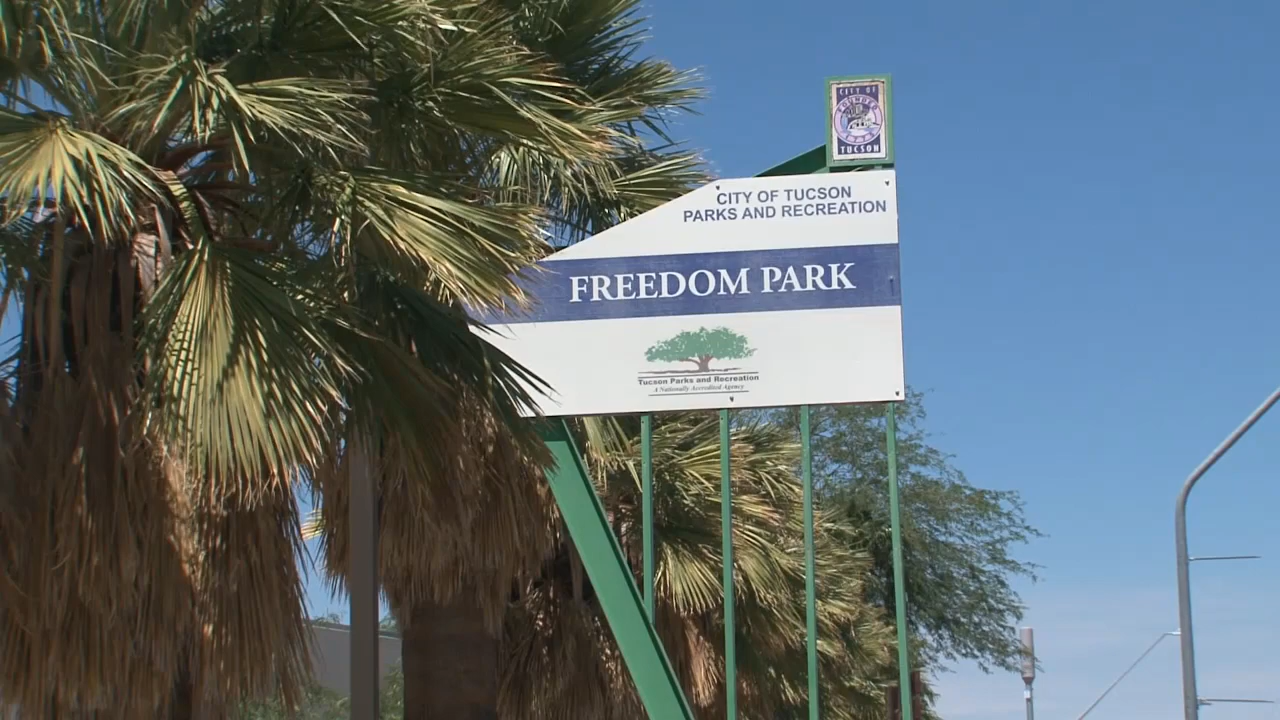 CITY OF
TUCSON
CITY OF TUCSON
PARKS AND RECREATION
FREEDOM PARK
Tucson Parks and Recreation
A Nationally Accredited Agency